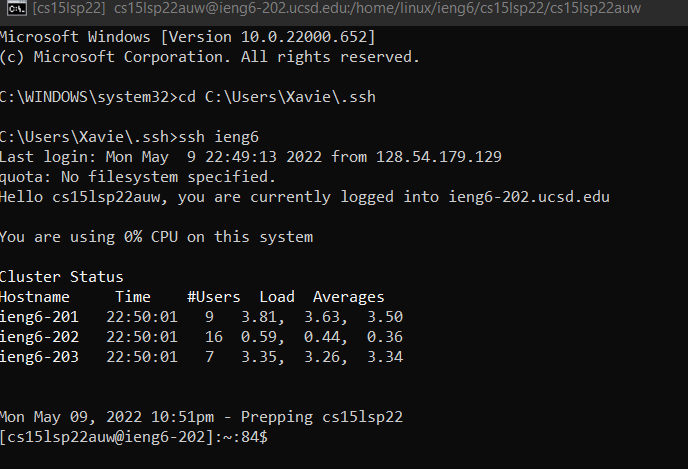 [cs15lsp22] cs15lsp22auw@ieng6-202.ucsd.edu:/home/linux/ieng6/cs15lsp22/cs15lsp22auw
Microsoft Windows [Version 10.0.22000.652]
(c) Microsoft Corporation. All rights reserved.
C:\WINDOWS\system32>cd C:\Users\Xavie\.ssh
C:\Users\Xavie\.ssh>ssh ieng6
Last login: Mon May  9 22:49:13 2022 from 128.54.179.129
quota: No filesystem specified.
Hello cs15lsp22auw, you are currently logged into ieng6-202.ucsd.edu
You are using 0% CPU on this system
Cluster Status
Hostname     Time    #Users  Load  Averages
ieng6-201   22:50:01   9   3.81,  3.63,  3.50
ieng6-202   22:50:01   16  0.59,  0.44,  0.36
ieng6-203   22:50:01   7   3.35,  3.26,  3.34
Mon May 09, 2022 10:51pm - Prepping cs15lsp22
[cs15lsp22auw@ieng6-202]:~:84$